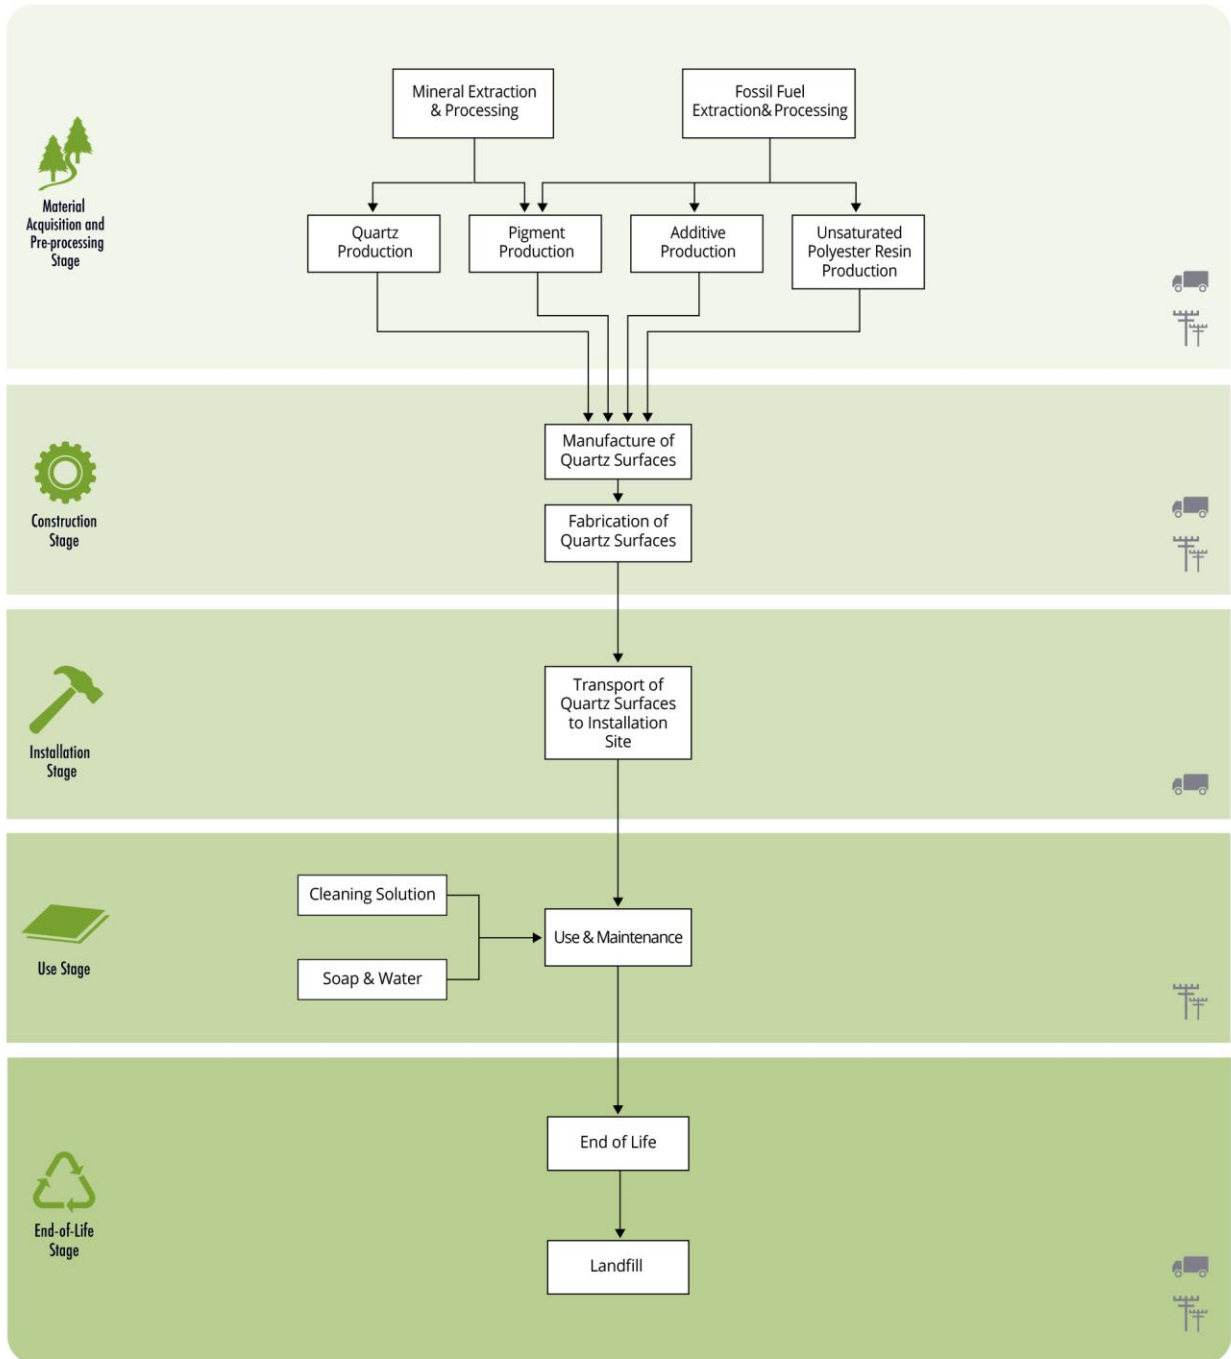 Mineral Extraction
& Processing
Fossil Fuel
Extraction& Processing
Material
Acquisition and
Pre-processing
Stage
Quartz
Production
Pigment
Production
Additive
Production
Unsaturated
Polyester Resin
Production
Manufacture of
Quartz Surfaces
Construction
Stage
Fabrication of
Quartz Surfaces
Installation
Stage
Transport of
Quartz Surfaces
to Installation
Site
Cleaning Solution
Use & Maintenance
Soap & Water
Use Stage
End of Life
End-of-Life
Stage
Landfill